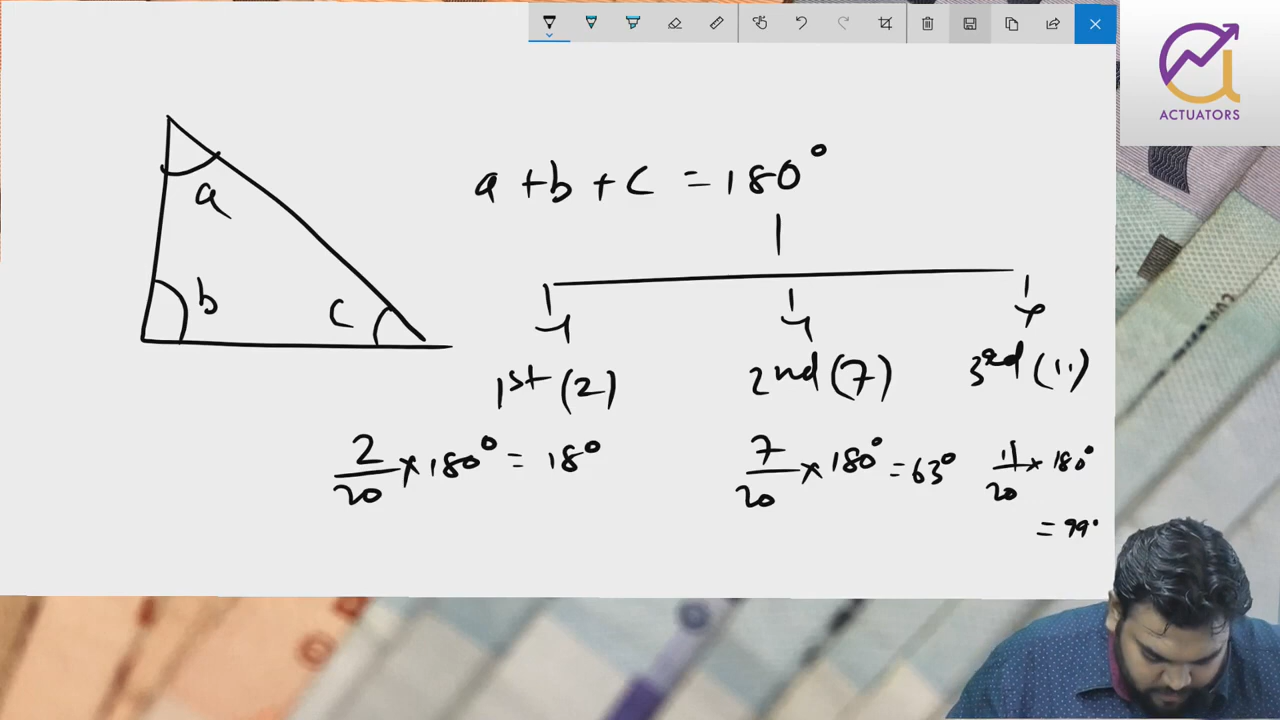 ACTUATORS
a + b + c = 180°
a
b
c
1st (2)
2nd (7)
3rd (11)
2/20 × 180° = 18°
7/20 × 180° = 63°
11/20 × 180°
= 99°